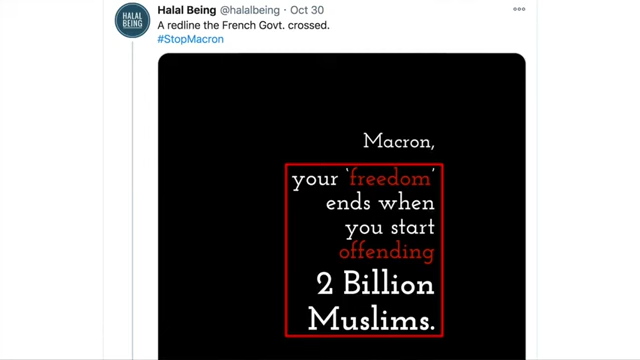 Halal Being @halalbeing · Oct 30
A redline the French Govt. crossed.
#StopMacron
HALAL
BEING
Macron,
your 'freedom'
ends when
you start
offending
2 Billion
Muslims.